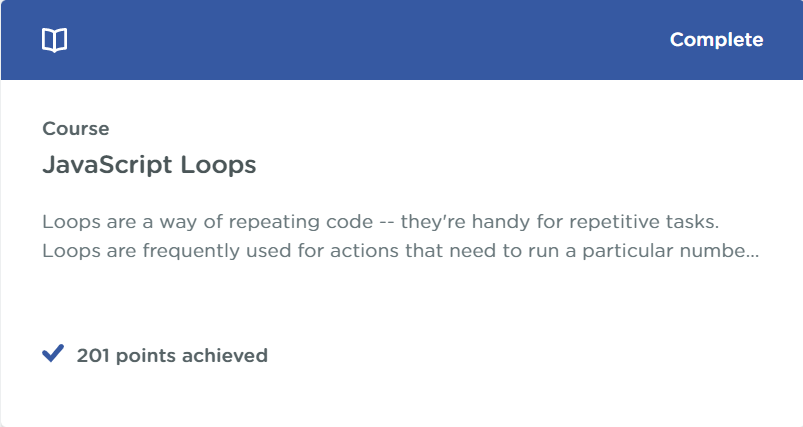 Complete
Course
JavaScript Loops
Loops are a way of repeating code -- they're handy for repetitive tasks.
Loops are frequently used for actions that need to run a particular numbe...
201 points achieved